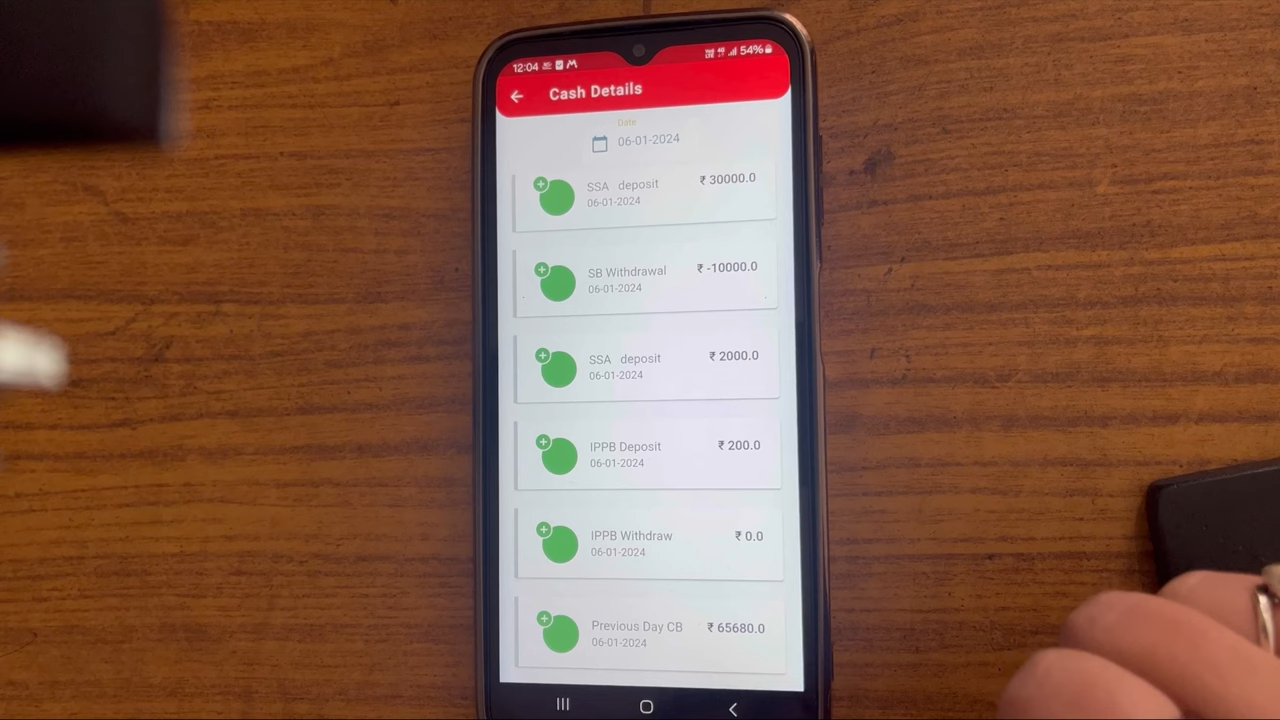 12:04 54%
Cash Details
Date
06-01-2024
SSA deposit ₹ 30000.0
06-01-2024
SB Withdrawal ₹ -10000.0
06-01-2024
SSA deposit ₹ 2000.0
06-01-2024
IPPB Deposit ₹ 200.0
06-01-2024
IPPB Withdraw ₹ 0.0
06-01-2024
Previous Day CB ₹ 65680.0
06-01-2024